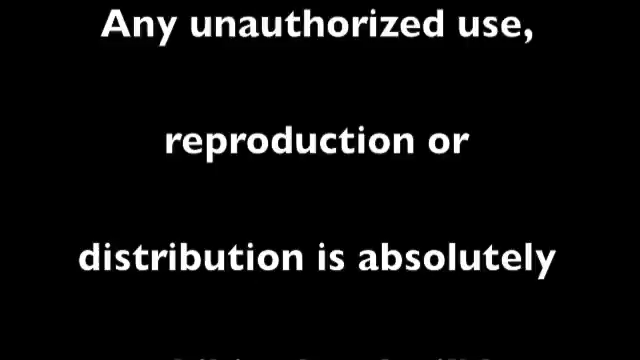 Any unauthorized use,
reproduction or
distribution is absolutely